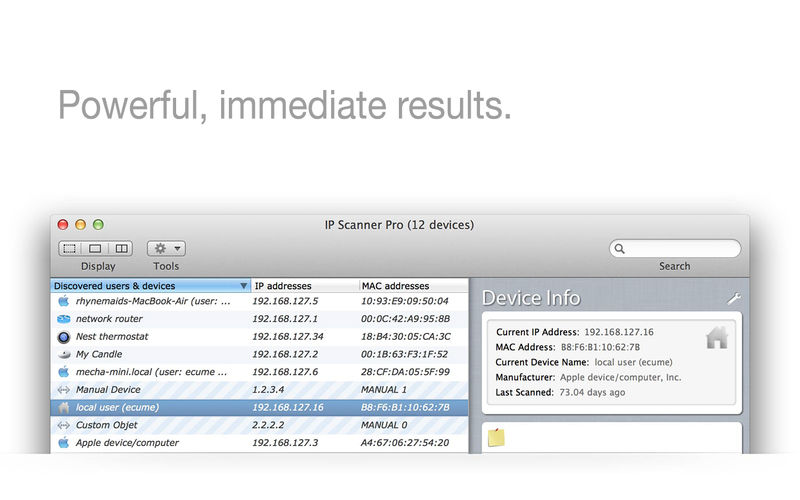 Powerful, immediate results.
IP Scanner Pro (12 devices)
Display Tools Search
Discovered users & devices IP addresses MAC addresses
rhynemaids-MacBook-Air (user: ... 192.168.127.5 10:93:E9:09:50:04
network router 192.168.127.1 00:0C:42:A9:95:8B
Nest thermostat 192.168.127.34 18:B4:30:05:CA:3C
My Candle 192.168.127.2 00:1B:63:F3:1F:52
mecha-mini.local (user: ecume ... 192.168.127.6 28:CF:DA:05:5F:99
Manual Device 1.2.3.4 MANUAL 1
local user (ecume) 192.168.127.16 B8:F6:B1:10:62:7B
Custom Objet 2.2.2.2 MANUAL 0
Apple device/computer 192.168.127.3 A4:67:06:27:54:20
Device Info
Current IP Address: 192.168.127.16
MAC Address: B8:F6:B1:10:62:7B
Current Device Name: local user (ecume)
Manufacturer: Apple device/computer, Inc.
Last Scanned: 73.04 days ago